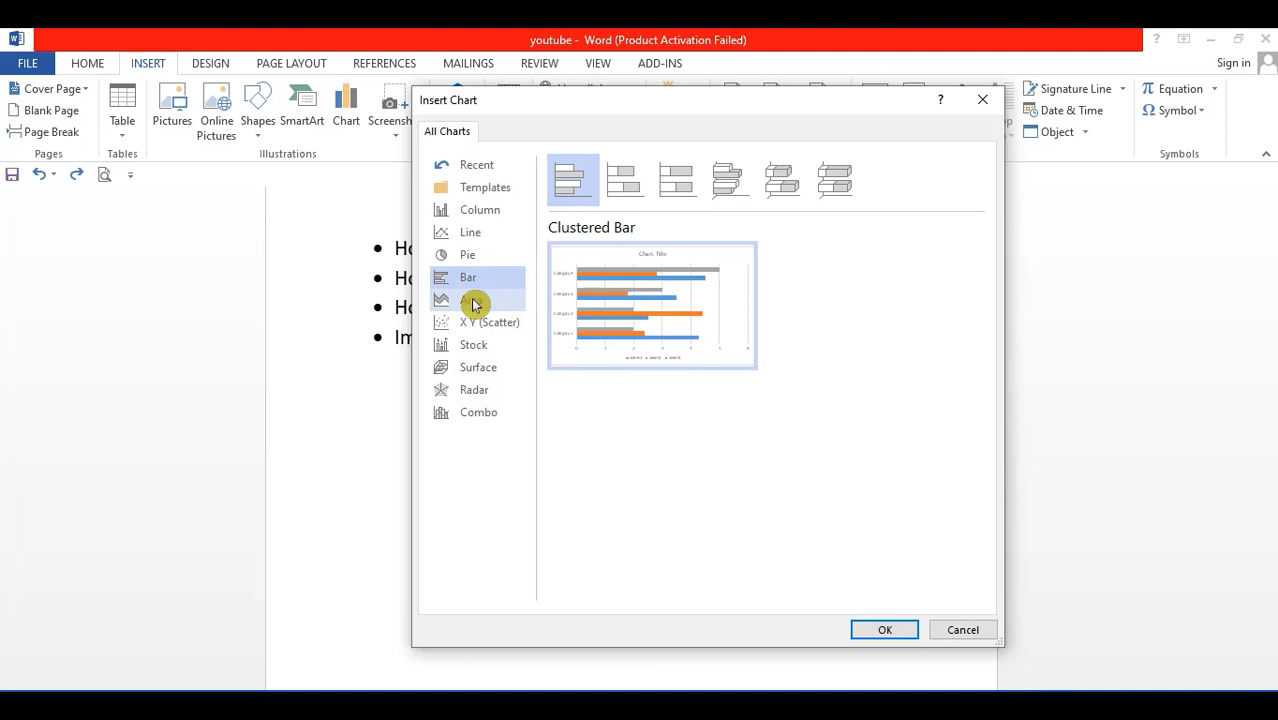 youtube - Word (Product Activation Failed)
FILE HOME INSERT DESIGN PAGE LAYOUT REFERENCES MAILINGS REVIEW VIEW ADD-INS Sign in
Cover Page
Blank Page
Page Break
Pages
Table
Tables
Pictures
Online
Pictures
Shapes
SmartArt
Chart
Screensh
Illustrations
Signature Line
Date & Time
Object
Equation
Symbol
Symbols
Insert Chart
All Charts
Recent
Templates
Column
Line
Pie
Bar
X Y (Scatter)
Stock
Surface
Radar
Combo
Clustered Bar
Chart Title
OK Cancel